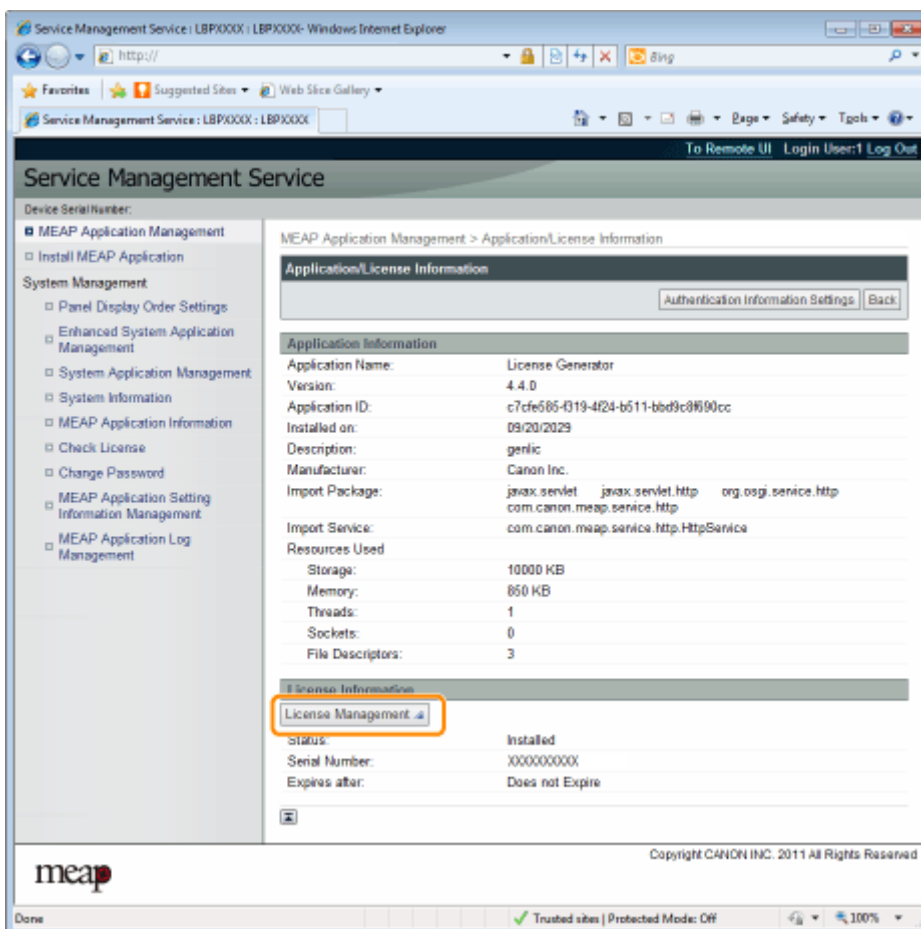 Service Management Service : LBPXXXX : LBPXXXX- Windows Internet Explorer
http://
Bing
Favorites Suggested Sites Web Slice Gallery
Service Management Service : LBPXXXX : LBPXXXX
Page Safety Tools
To Remote UI Login User:1 Log Out
Service Management Service
Device Serial Number:
MEAP Application Management
Install MEAP Application
System Management
Panel Display Order Settings
Enhanced System Application
Management
System Application Management
System Information
MEAP Application Information
Check License
Change Password
MEAP Application Setting
Information Management
MEAP Application Log
Management
MEAP Application Management > Application/License Information
Application/License Information
Authentication Information Settings Back
Application Information
Application Name: License Generator
Version: 4.4.0
Application ID: c7cfe585-f319-4f24-b511-bbd9c8f690cc
Installed on: 09/20/2029
Description: genlic
Manufacturer: Canon Inc.
Import Package: javax.servlet javax.servlet.http org.osgi.service.http
com.canon.meap.service.http
Import Service: com.canon.meap.service.http.HttpService
Resources Used
Storage: 10000 KB
Memory: 850 KB
Threads: 1
Sockets: 0
File Descriptors: 3
License Information
License Management
Status: Installed
Serial Number: XXXXXXXXXX
Expires after: Does not Expire
Copyright CANON INC. 2011 All Rights Reserved
meap
Done Trusted sites | Protected Mode: Off 100%